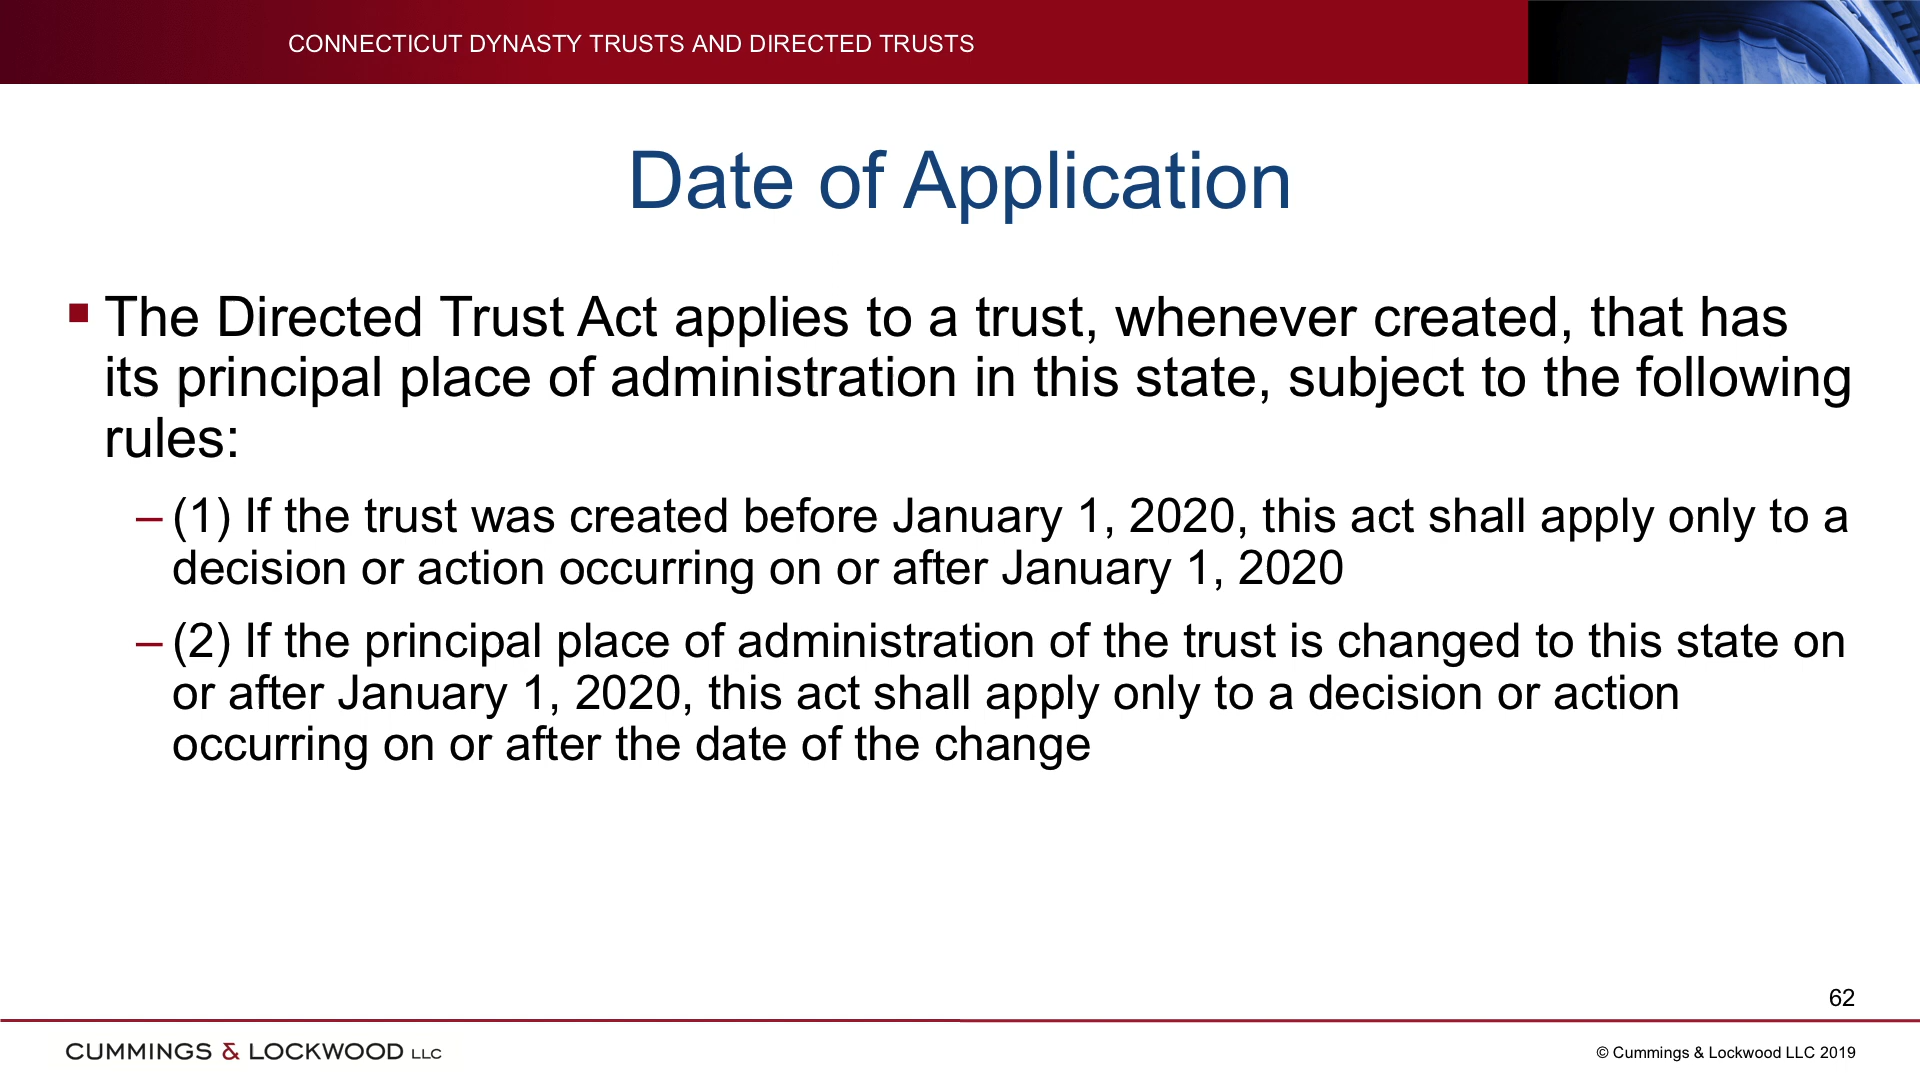 CONNECTICUT DYNASTY TRUSTS AND DIRECTED TRUSTS
Date of Application
The Directed Trust Act applies to a trust, whenever created, that has
its principal place of administration in this state, subject to the following
rules:
– (1) If the trust was created before January 1, 2020, this act shall apply only to a
decision or action occurring on or after January 1, 2020
– (2) If the principal place of administration of the trust is changed to this state on
or after January 1, 2020, this act shall apply only to a decision or action
occurring on or after the date of the change
62
CUMMINGS & LOCKWOOD LLC
© Cummings & Lockwood LLC 2019